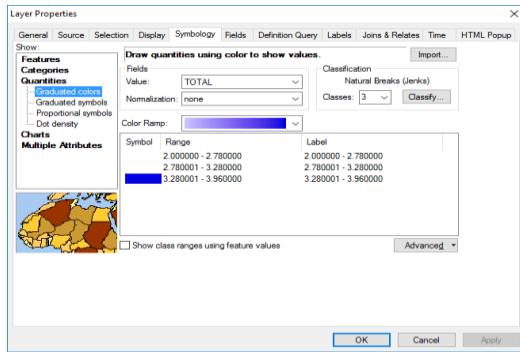 Layer Properties
General Source Selection Display Symbology Fields Definition Query Labels Joins & Relates Time HTML Popup
Show:
Features
Categories
Quantities
Graduated colors
Graduated symbols
Proportional symbols
Dot density
Charts
Multiple Attributes
Draw quantities using color to show values.
Import...
Fields
Value: TOTAL
Normalization: none
Classification
Natural Breaks (Jenks)
Classes: 3 Classify...
Color Ramp:
Symbol Range Label
2.000000 - 2.780000 2.000000 - 2.780000
2.780001 - 3.280000 2.780001 - 3.280000
3.280001 - 3.960000 3.280001 - 3.960000
Show class ranges using feature values
Advanced
OK Cancel Apply